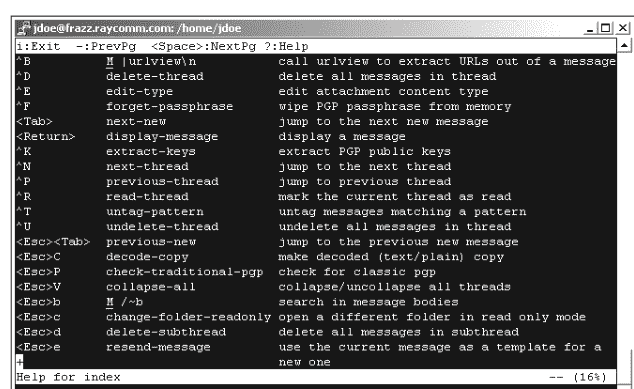 jdoe@frazz.raycomm.com: /home/jdoe
i:Exit  -:PrevPg  <Space>:NextPg ?:Help
^B          M |urlview\n           call urlview to extract URLs out of a message
^D          delete-thread          delete all messages in thread
^E          edit-type              edit attachment content type
^F          forget-passphrase      wipe PGP passphrase from memory
<Tab>       next-new               jump to the next new message
<Return>    display-message        display a message
^K          extract-keys           extract PGP public keys
^N          next-thread            jump to the next thread
^P          previous-thread        jump to previous thread
^R          read-thread            mark the current thread as read
^T          untag-pattern          untag messages matching a pattern
^U          undelete-thread        undelete all messages in thread
<Esc><Tab>  previous-new           jump to the previous new message
<Esc>C      decode-copy            make decoded (text/plain) copy
<Esc>P      check-traditional-pgp  check for classic pgp
<Esc>V      collapse-all           collapse/uncollapse all threads
<Esc>b      M /~b                  search in message bodies
<Esc>c      change-folder-readonly open a different folder in read only mode
<Esc>d      delete-subthread       delete all messages in subthread
<Esc>e      resend-message         use the current message as a template for a
+                                  new one
Help for index                                                      -- (16%)